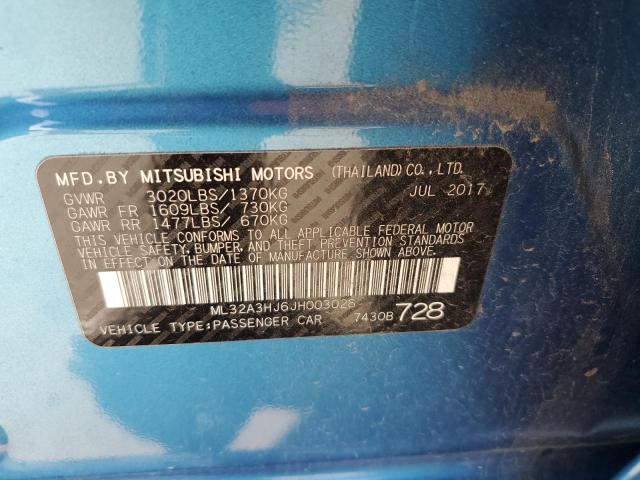 MFD.BY MITSUBISHI MOTORS (THAILAND) CO., LTD.
GVWR 3020LBS/1370KG JUL 2017
GAWR FR 1609LBS/ 730KG
GAWR RR 1477LBS/ 670KG
THIS VEHICLE CONFORMS TO ALL APPLICABLE FEDERAL MOTOR
VEHICLE SAFETY, BUMPER, AND THEFT PREVENTION STANDARDS
IN EFFECT ON THE DATE OF MANUFACTURE SHOWN ABOVE.
ML32A3HJ6JH003026
VEHICLE TYPE:PASSENGER CAR 7430B 728